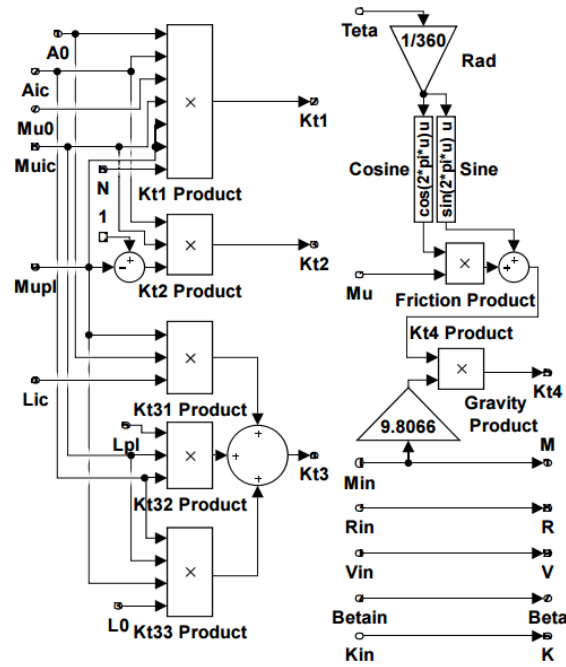 A0
Aic
Mu0
Muic
N
1
Mupl
Lic
Lpl
L0
Kt1 Product
Kt1
-
+
Kt2 Product
Kt2
Kt31 Product
Kt32 Product
Kt33 Product
+
+
+
Kt3
×
×
×
×
×
Teta
1/360
Rad
Cosine
cos(2*pi*u) u
sin(2*pi*u) u
Sine
Mu
×
+
+
Friction Product
Kt4 Product
×
Kt4
Gravity
Product
9.8066
Min
M
Rin
R
Vin
V
Betain
Beta
Kin
K